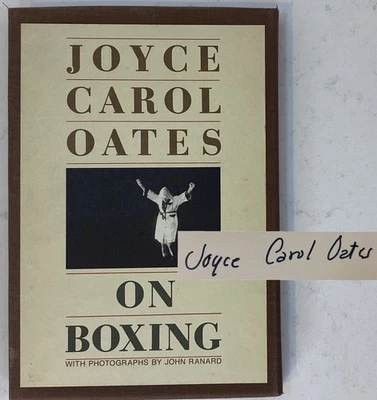 JOYCE
CAROL
OATES
Joyce Carol Oates
ON
BOXING
WITH PHOTOGRAPHS BY JOHN RANARD